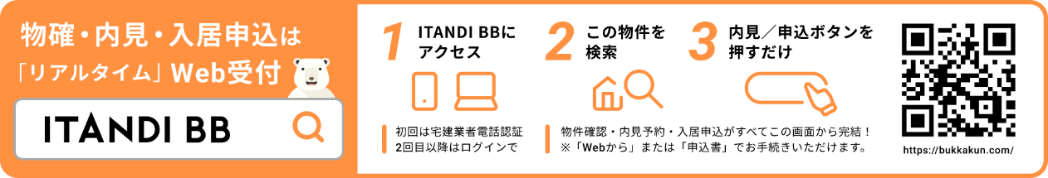 物確・内見・入居申込は
「リアルタイム」Web受付
ITANDI BB
1
ITANDI BBに
アクセス
初回は宅建業者電話認証
2回目以降はログインで
2
この物件を
検索
3
内見／申込ボタンを
押すだけ
物件確認・内見予約・入居申込がすべてこの画面から完結！
※「Webから」または「申込書」でお手続きいただけます。
https://bukkakun.com/